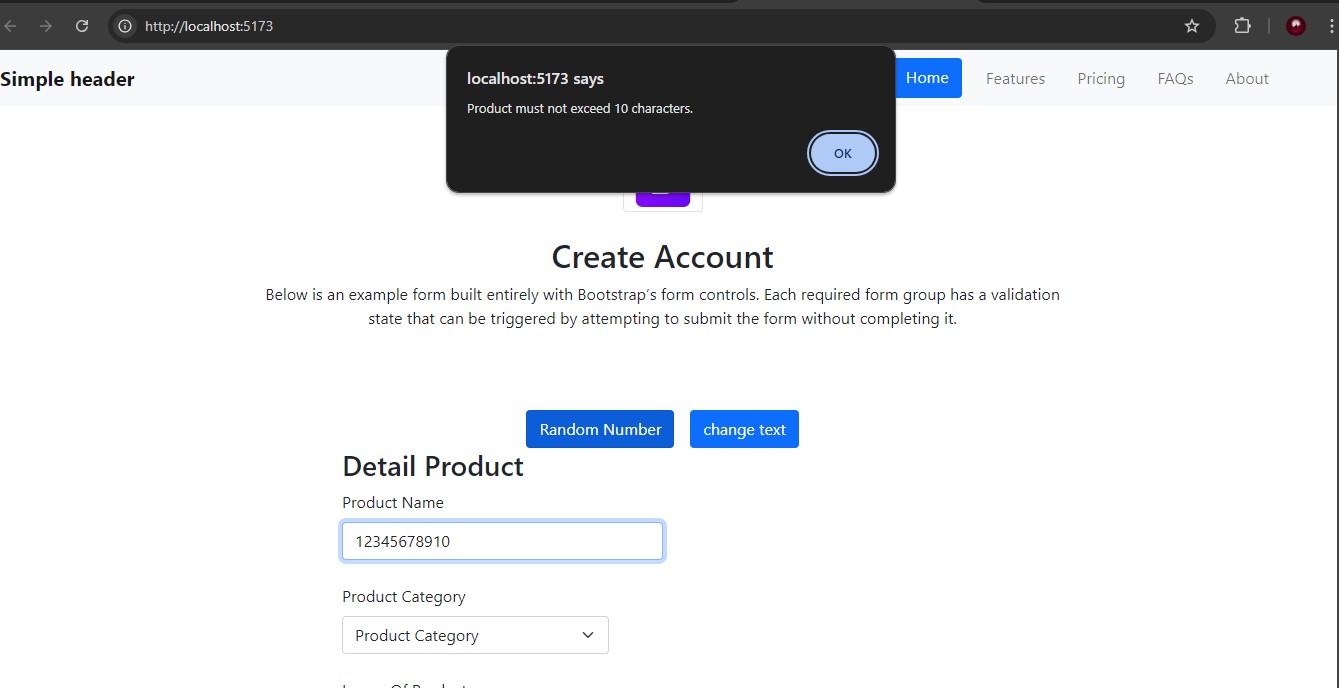 http://localhost:5173
Simple header
localhost:5173 says
Product must not exceed 10 characters.
OK
Home
Features
Pricing
FAQs
About
Create Account
Below is an example form built entirely with Bootstrap’s form controls. Each required form group has a validation
state that can be triggered by attempting to submit the form without completing it.
Random Number
change text
Detail Product
Product Name
12345678910
Product Category
Product Category